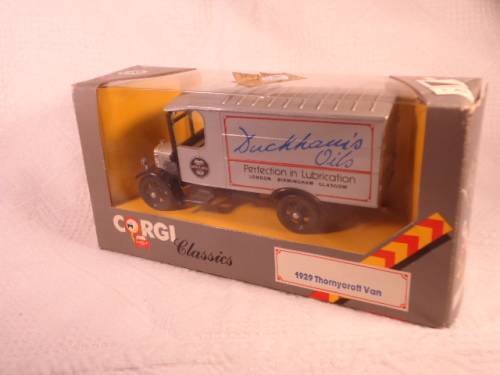 Duckham's
Oils
Perfection in Lubrication
LONDON BIRMINGHAM GLASGOW
CORGI
Classics
1929 Thornycroft Van